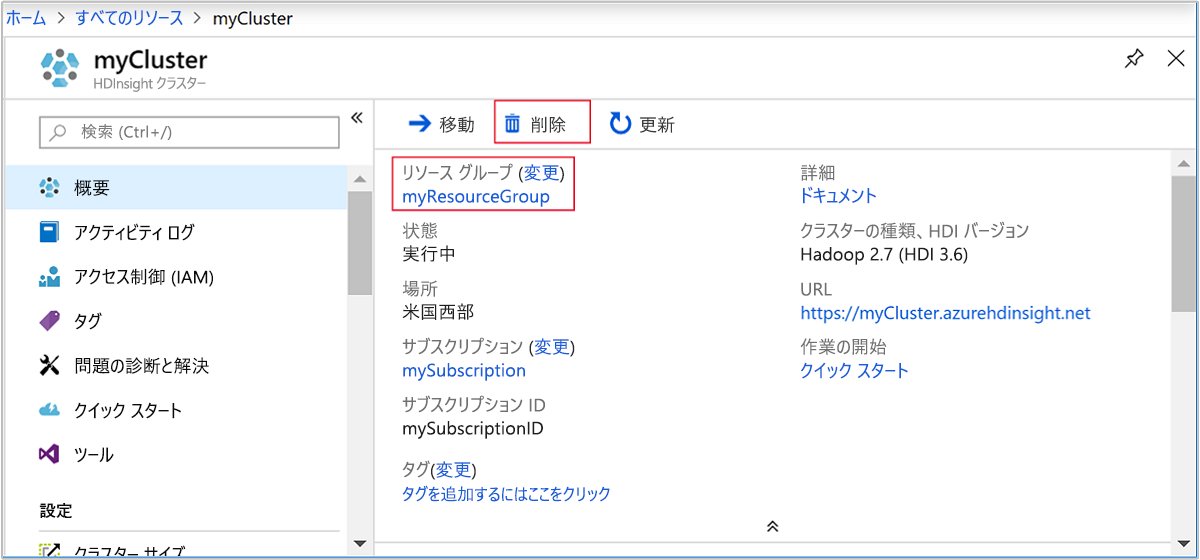 ホーム > すべてのリソース > myCluster
myCluster
HDInsight クラスター
検索 (Ctrl+/)
概要
アクティビティ ログ
アクセス制御 (IAM)
タグ
問題の診断と解決
クイック スタート
ツール
設定
クラスター サイズ
移動 削除 更新
リソース グループ (変更)
myResourceGroup
状態
実行中
場所
米国西部
サブスクリプション (変更)
mySubscription
サブスクリプション ID
mySubscriptionID
タグ(変更)
タグを追加するにはここをクリック
詳細
ドキュメント
クラスターの種類、HDI バージョン
Hadoop 2.7 (HDI 3.6)
URL
https://myCluster.azurehdinsight.net
作業の開始
クイック スタート